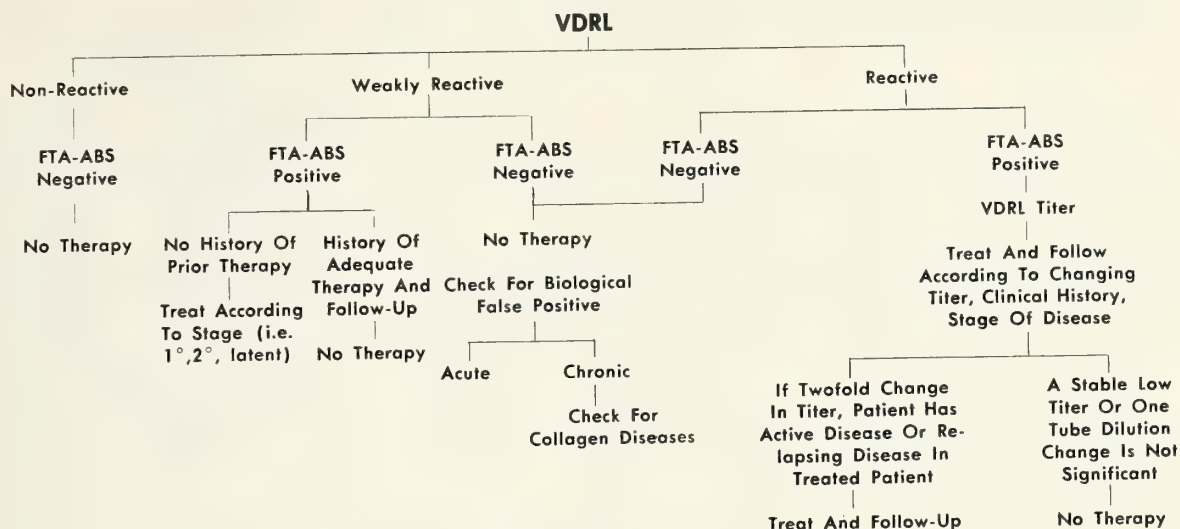 VDRL
Non-Reactive
Weakly Reactive
Reactive
FTA-ABS
Negative
FTA-ABS
Positive
FTA-ABS
Negative
FTA-ABS
Negative
FTA-ABS
Positive
No Therapy
No History Of
Prior Therapy
Treat According
To Stage (i.e.
1°,2°, latent)
History Of
Adequate
Therapy And
Follow-Up
No Therapy
No Therapy
Check For Biological
False Positive
Acute
Chronic
Check For
Collagen Diseases
VDRL Titer
Treat And Follow
According To Changing
Titer, Clinical History,
Stage Of Disease
If Twofold Change
In Titer, Patient Has
Active Disease Or Re-
lapsing Disease In
Treated Patient
Treat And Follow-Up
A Stable Low
Titer Or One
Tube Dilution
Change Is Not
Significant
No Therapy